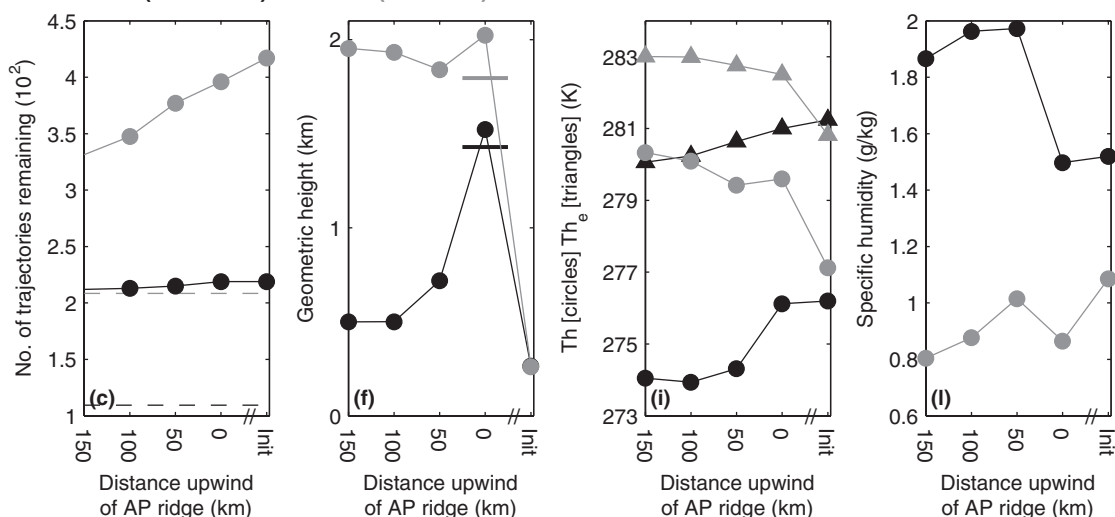 4.5
4
3.5
3
2.5
2
1.5
1
No. of trajectories remaining (10⁻²)
(c)
150
100
50
0
Init
Distance upwind
of AP ridge (km)
2
1
0
Geometric height (km)
(f)
150
100
50
0
Init
Distance upwind
of AP ridge (km)
283
281
279
277
275
273
Th [circles] Th_e [triangles] (K)
(i)
150
100
50
0
Init
Distance upwind
of AP ridge (km)
2
1.8
1.6
1.4
1.2
1
0.8
0.6
Specific humidity (g/kg)
(l)
150
100
50
0
Init
Distance upwind
of AP ridge (km)